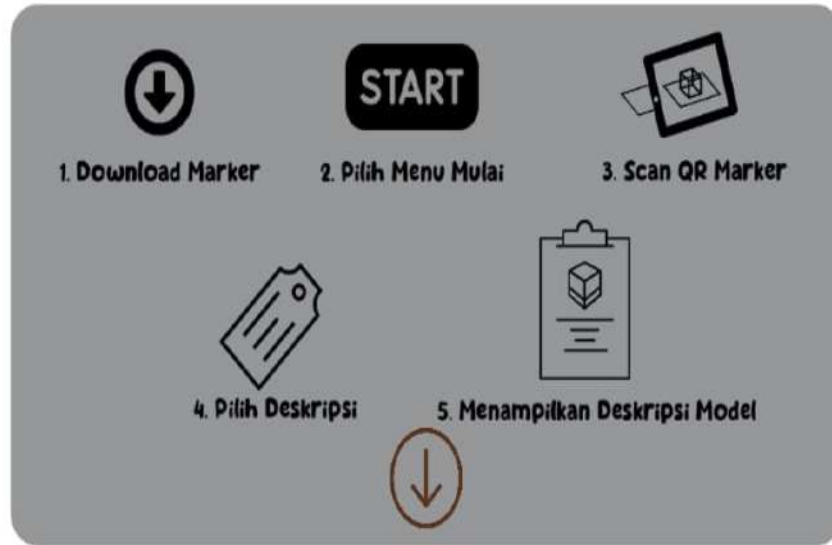 START
1. Download Marker
2. Pilih Menu Mulai
3. Scan QR Marker
4. Pilih Deskripsi
5. Menampilkan Deskripsi Model